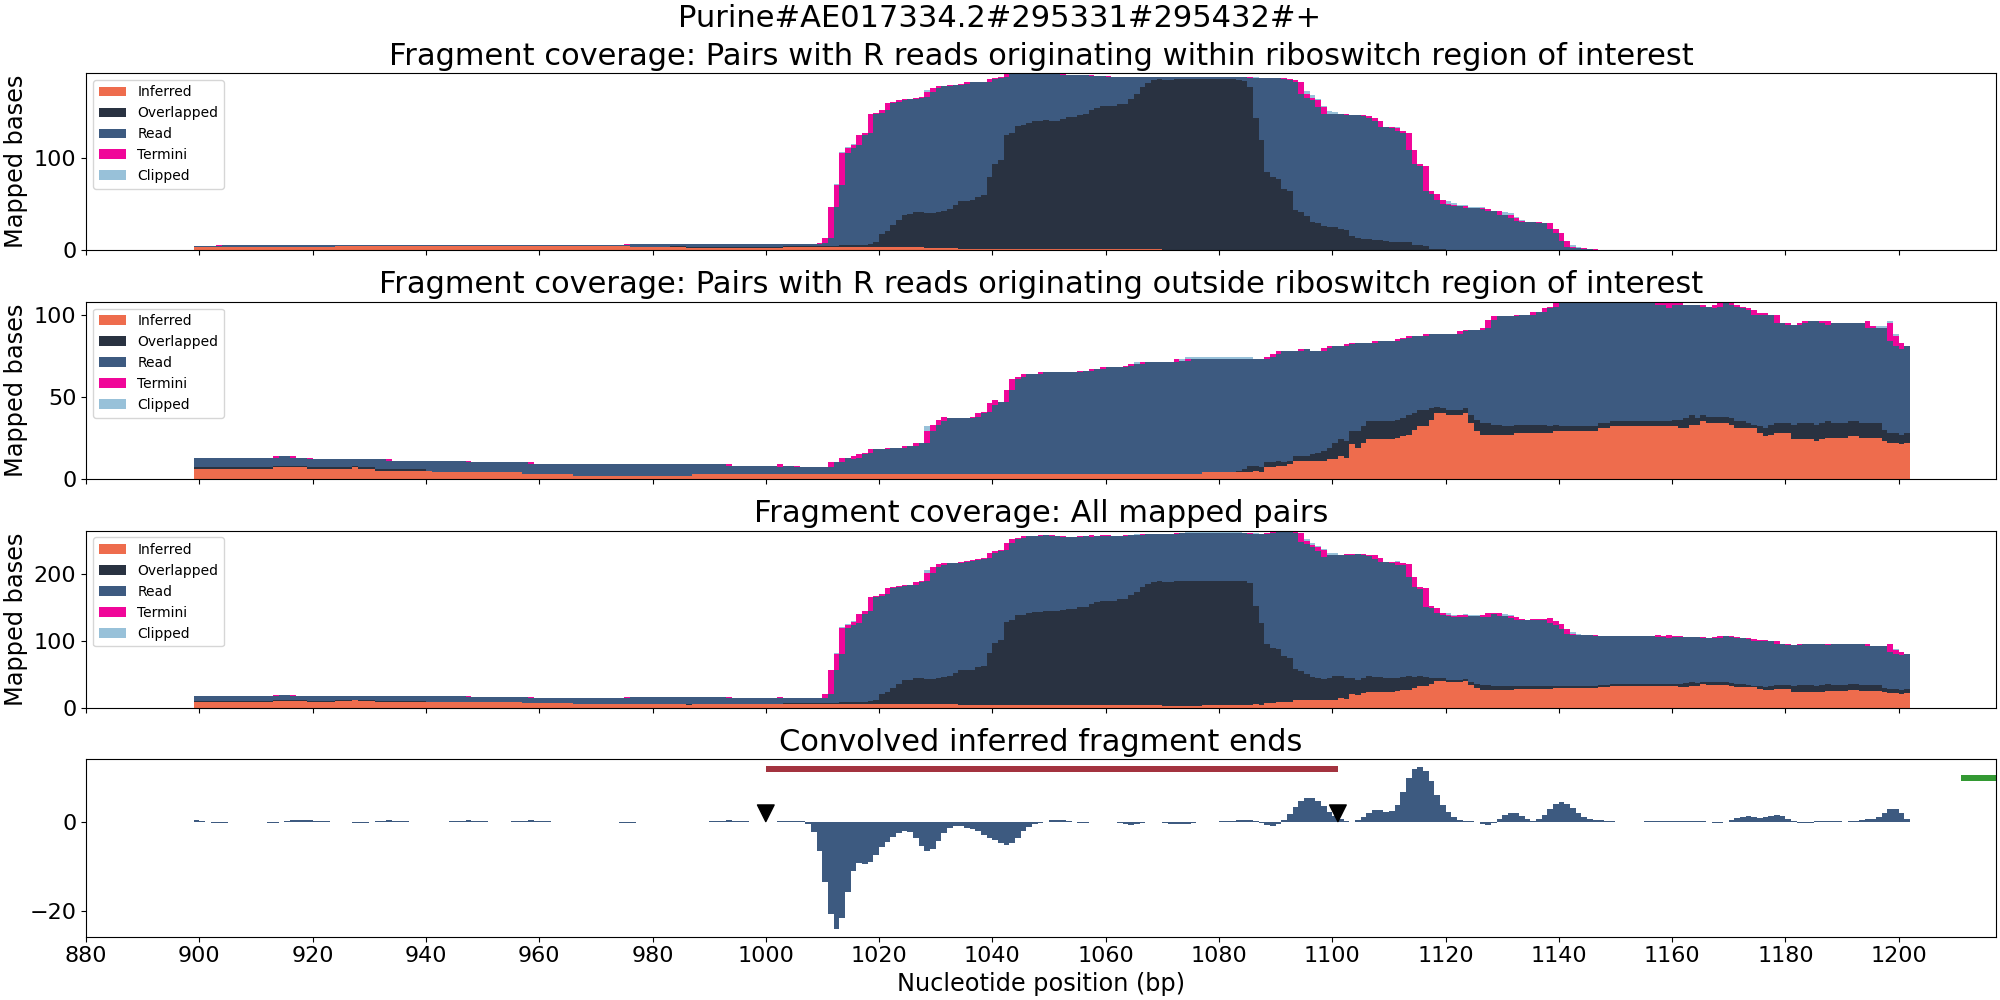 Purine#AE017334.2#295331#295432#+
Fragment coverage: Pairs with R reads originating within riboswitch region of interest
Mapped bases
100
0
Inferred
Overlapped
Read
Termini
Clipped
Fragment coverage: Pairs with R reads originating outside riboswitch region of interest
Mapped bases
100
50
0
Inferred
Overlapped
Read
Termini
Clipped
Fragment coverage: All mapped pairs
Mapped bases
200
100
0
Inferred
Overlapped
Read
Termini
Clipped
Convolved inferred fragment ends
0
−20
880 900 920 940 960 980 1000 1020 1040 1060 1080 1100 1120 1140 1160 1180 1200
Nucleotide position (bp)